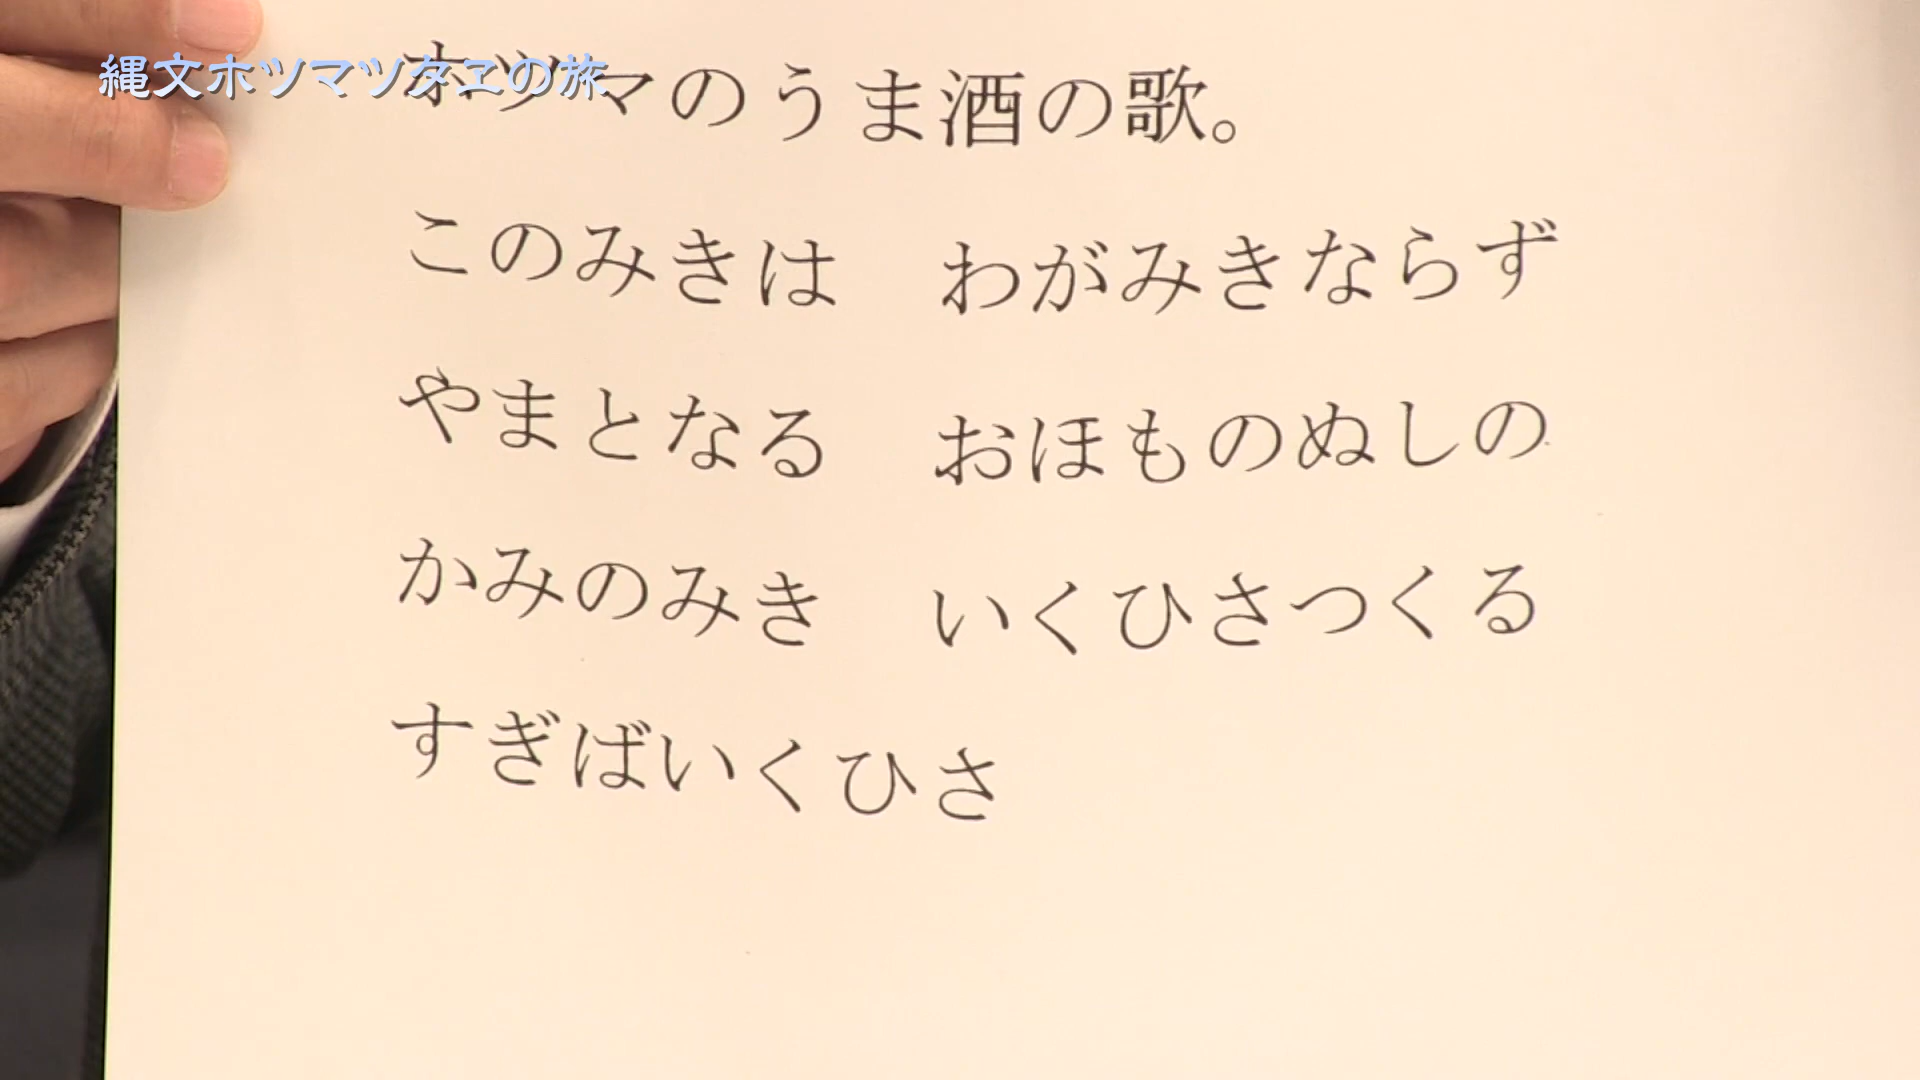 縄文ホツマツタヱの旅
ホツマのうま酒の歌。
このみきは　わがみきならず
やまとなる　おほものぬしの
かみのみき　いくひさつくる
すぎばいくひさ